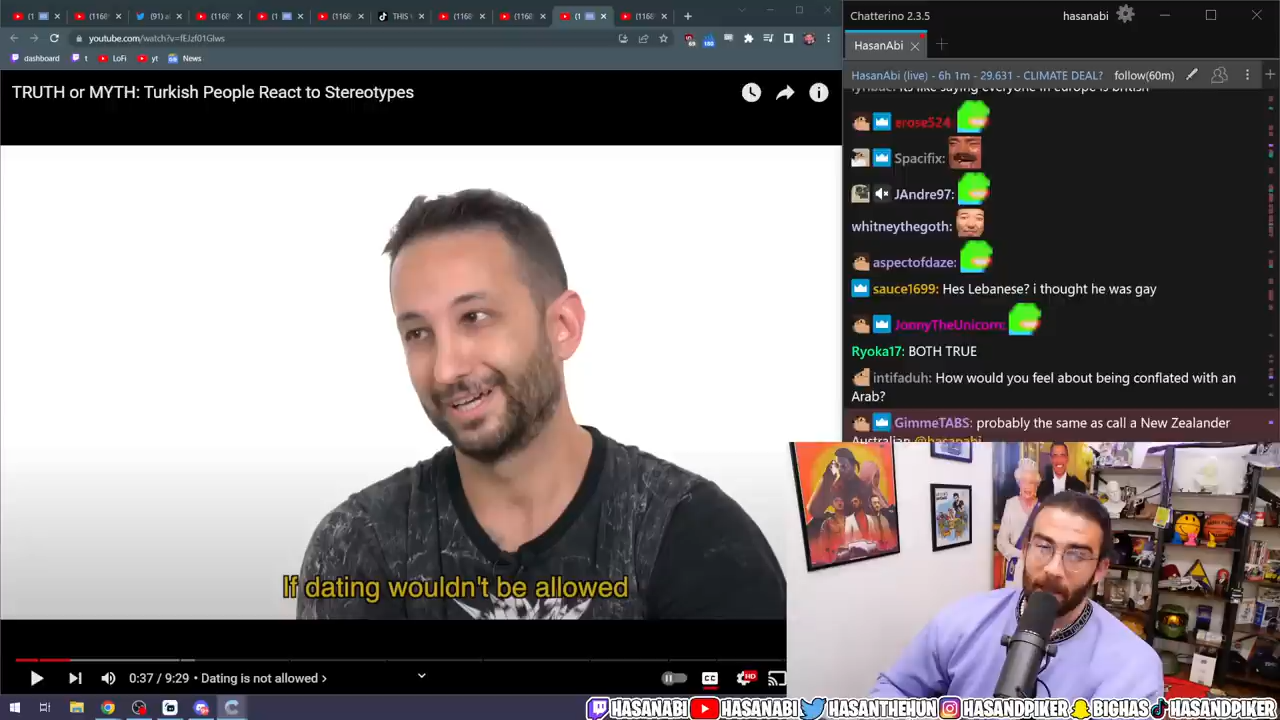 Chatterino 2.3.5
hasanabi
youtube.com/watch?v=fEJzf01Glws
HasanAbi
dashboard
t
LoFi
yt
News
HasanAbi (live) - 6h 1m - 29.631 - CLIMATE DEAL?
follow(60m)
TRUTH or MYTH: Turkish People React to Stereotypes
erose524
Spacifix:
JAndre97:
whitneythegoth:
aspectofdaze:
sauce1699: Hes Lebanese? i thought he was gay
JonnyTheUnicorn:
Ryoka17: BOTH TRUE
intifaduh: How would you feel about being conflated with an
Arab?
GimmeTABS: probably the same as call a New Zealander
Australian @hasanabi
If dating wouldn't be allowed
0:37 / 9:29 • Dating is not allowed
CC
HD
HASANABI
HASANABI
HASANTHEHUN
HASANDPIKER
BIGHAS
HASANDPIKER